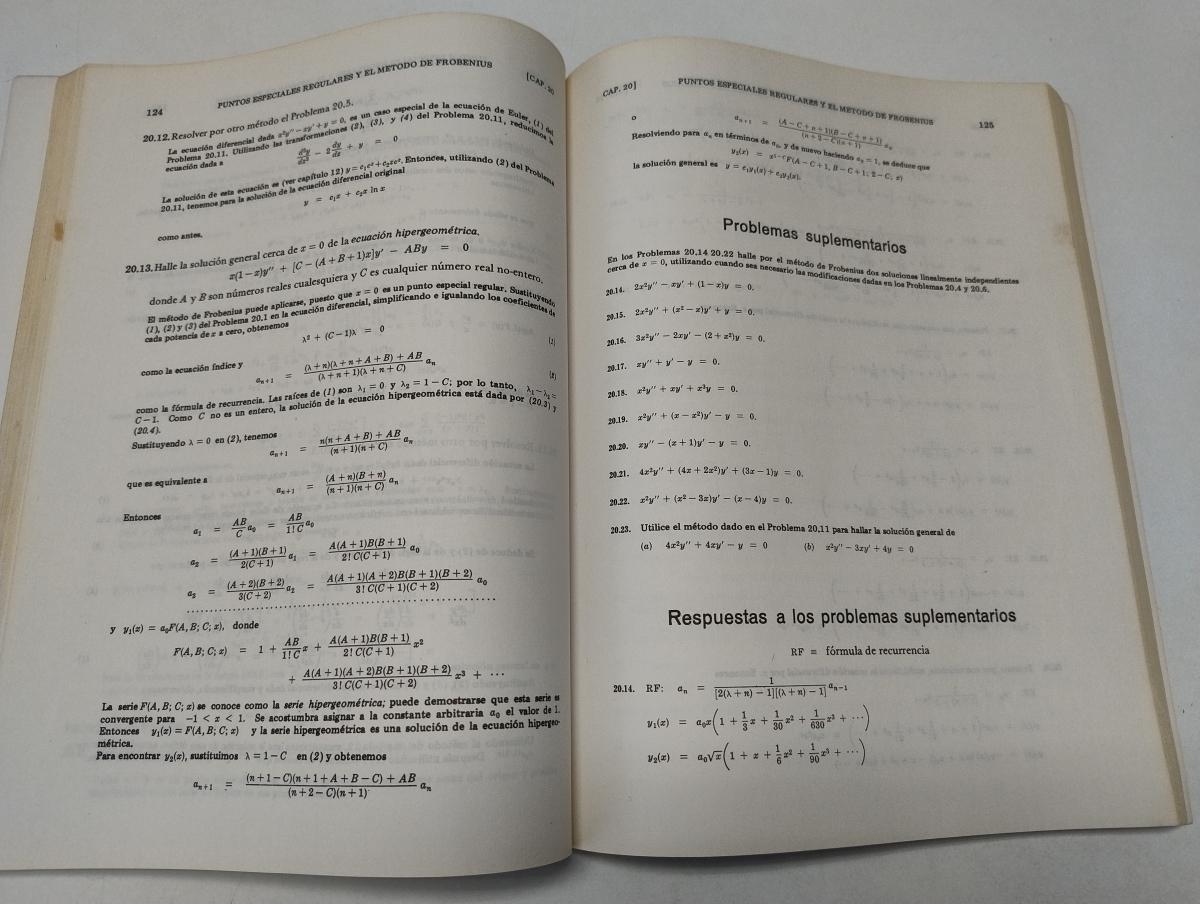 124
PUNTOS ESPECIALES REGULARES Y EL METODO DE FROBENIUS
[CAP. 20
20.12. Resolver por otro método el Problema 20.5.
La ecuación diferencial dada x²y'' − xy' + y = 0, es un caso especial de la ecuación de Euler, (1) del
Problema 20.11. Utilizando las transformaciones (2), (3), y (4) del Problema 20.11, reducimos la
ecuación dada a
d²y/dz² − 2 dy/dz + y = 0
La solución de esta ecuación es (ver capítulo 12) y = c₁eᶻ + c₂zeᶻ. Entonces, utilizando (2) del Problema
20.11, tenemos para la solución de la ecuación diferencial original
y = c₁x + c₂x ln x
como antes.
20.13. Halle la solución general cerca de x = 0 de la ecuación hipergeométrica.
x(1−x)y'' + [C − (A+B+1)x]y' − ABy = 0
donde A y B son números reales cualesquiera y C es cualquier número real no-entero.
El método de Frobenius puede aplicarse, puesto que x = 0 es un punto especial regular. Sustituyendo
(1), (2) y (3) del Problema 20.1 en la ecuación diferencial, simplificando e igualando los coeficientes de
cada potencia de x a cero, obtenemos
λ² + (C−1)λ = 0 (1)
como la ecuación índice y
aₙ₊₁ = ((λ+n)(λ+n+A+B) + AB)/((λ+n+1)(λ+n+C)) aₙ (2)
como la fórmula de recurrencia. Las raíces de (1) son λ₁ = 0 y λ₂ = 1−C; por lo tanto, λ₁−λ₂ =
C−1. Como C no es un entero, la solución de la ecuación hipergeométrica está dada por (20.3) y
(20.4).
Sustituyendo λ = 0 en (2), tenemos
aₙ₊₁ = (n(n+A+B) + AB)/((n+1)(n+C)) aₙ
que es equivalente a
aₙ₊₁ = ((A+n)(B+n))/((n+1)(n+C)) aₙ
Entonces
a₁ = AB/C a₀ = AB/(1! C) a₀
a₂ = ((A+1)(B+1))/(2(C+1)) a₁ = (A(A+1)B(B+1))/(2! C(C+1)) a₀
a₃ = ((A+2)(B+2))/(3(C+2)) a₂ = (A(A+1)(A+2)B(B+1)(B+2))/(3! C(C+1)(C+2)) a₀
y y₁(x) = a₀F(A, B; C; x), donde
F(A, B; C; x) = 1 + AB/(1! C) x + (A(A+1)B(B+1))/(2! C(C+1)) x²
+ (A(A+1)(A+2)B(B+1)(B+2))/(3! C(C+1)(C+2)) x³ + ···
La serie F(A, B; C; x) se conoce como la serie hipergeométrica; puede demostrarse que esta serie es
convergente para −1 < x < 1. Se acostumbra asignar a la constante arbitraria a₀ el valor de 1.
Entonces y₁(x) = F(A, B; C; x) y la serie hipergeométrica es una solución de la ecuación hipergeo-
métrica.
Para encontrar y₂(x), sustituimos λ = 1−C en (2) y obtenemos
aₙ₊₁ = ((n+1−C)(n+1+A+B−C) + AB)/((n+2−C)(n+1)) aₙ
CAP. 20]
PUNTOS ESPECIALES REGULARES Y EL METODO DE FROBENIUS
125
o
aₙ₊₁ = ((A−C+n+1)(B−C+n+1))/((n+2−C)(n+1)) aₙ
Resolviendo para aₙ en términos de a₀, y de nuevo haciendo a₀ = 1, se deduce que
y₂(x) = x¹⁻ᶜF(A−C+1, B−C+1; 2−C; x)
la solución general es y = c₁y₁(x) + c₂y₂(x).
Problemas suplementarios
En los Problemas 20.14 20.22 halle por el método de Frobenius dos soluciones linealmente independientes
cerca de x = 0, utilizando cuando sea necesario las modificaciones dadas en los Problemas 20.4 y 20.6.
20.14. 2x²y'' − xy' + (1−x)y = 0.
20.15. 2x²y'' + (x²−x)y' + y = 0.
20.16. 3x²y'' − 2xy' − (2+x²)y = 0.
20.17. xy'' + y' − y = 0.
20.18. x²y'' + xy' + x³y = 0.
20.19. x²y'' + (x−x²)y' − y = 0.
20.20. xy'' − (x+1)y' − y = 0.
20.21. 4x²y'' + (4x+2x²)y' + (3x−1)y = 0.
20.22. x²y'' + (x²−3x)y' − (x−4)y = 0.
20.23. Utilice el método dado en el Problema 20.11 para hallar la solución general de
(a) 4x²y'' + 4xy' − y = 0 (b) x²y'' − 3xy' + 4y = 0
Respuestas a los problemas suplementarios
RF = fórmula de recurrencia
20.14. RF: aₙ = 1/([2(λ+n)−1][(λ+n)−1]) aₙ₋₁
y₁(x) = a₀x(1 + 1/3 x + 1/30 x² + 1/630 x³ + ···)
y₂(x) = a₀√x(1 + x + 1/6 x² + 1/90 x³ + ···)